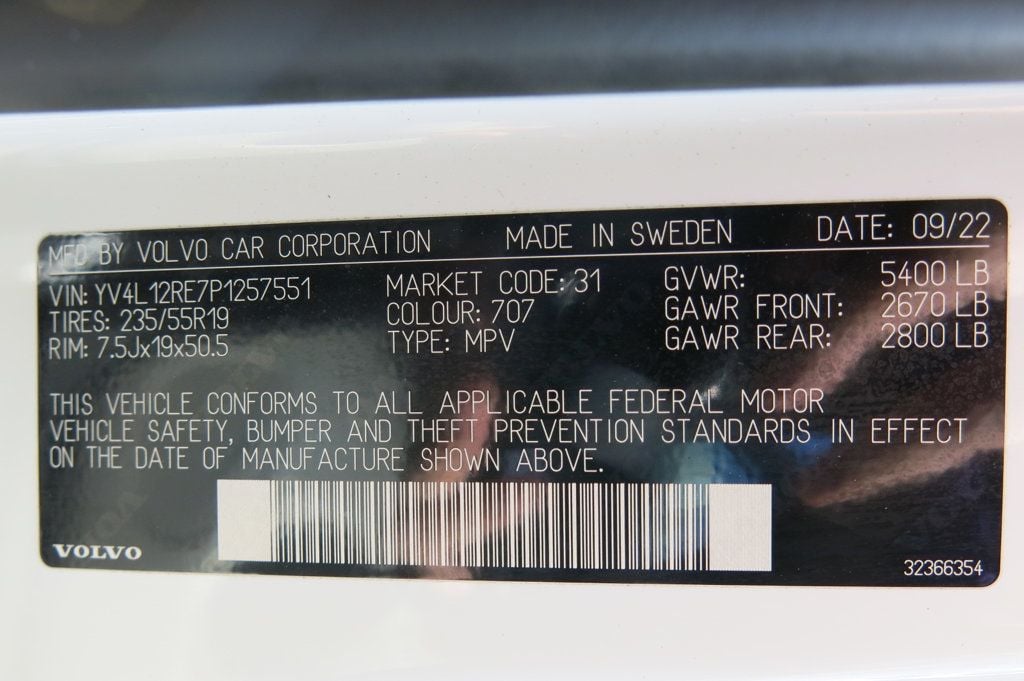 MFD BY VOLVO CAR CORPORATION MADE IN SWEDEN DATE: 09/22
VIN: YV4L12RE7P1257551 MARKET CODE: 31 GVWR: 5400 LB
TIRES: 235/55R19 COLOUR: 707 GAWR FRONT: 2670 LB
RIM: 7.5Jx19x50.5 TYPE: MPV GAWR REAR: 2800 LB
THIS VEHICLE CONFORMS TO ALL APPLICABLE FEDERAL MOTOR
VEHICLE SAFETY, BUMPER AND THEFT PREVENTION STANDARDS IN EFFECT
ON THE DATE OF MANUFACTURE SHOWN ABOVE.
VOLVO 32366354